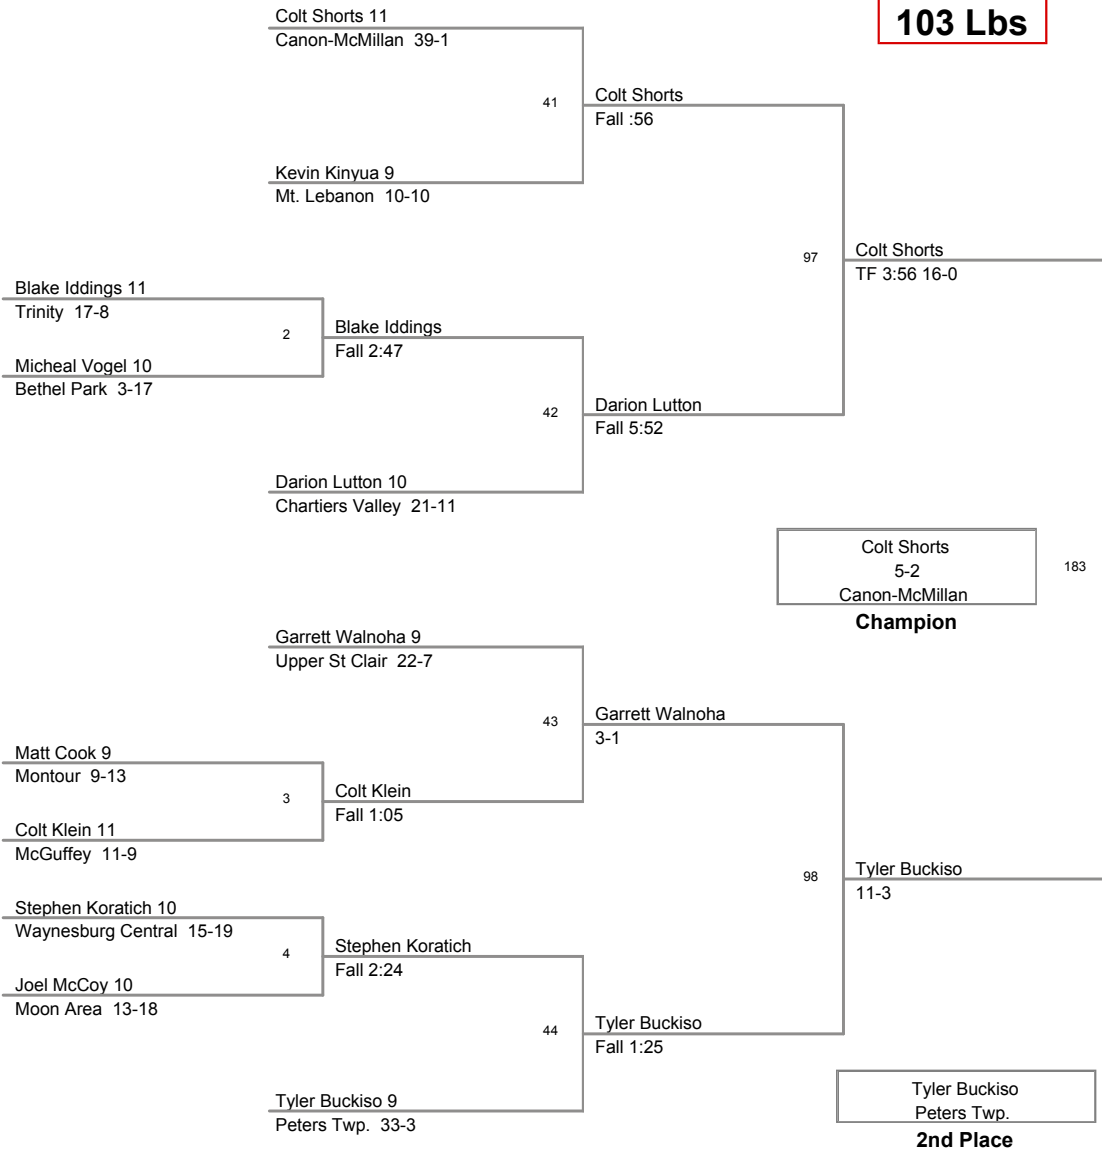 103 Lbs
Colt Shorts 11
Canon-McMillan 39-1
41
Colt Shorts
Fall :56
Kevin Kinyua 9
Mt. Lebanon 10-10
97
Colt Shorts
TF 3:56 16-0
Blake Iddings 11
Trinity 17-8
2
Blake Iddings
Fall 2:47
Micheal Vogel 10
Bethel Park 3-17
42
Darion Lutton
Fall 5:52
Darion Lutton 10
Chartiers Valley 21-11
Colt Shorts
5-2
Canon-McMillan
183
Champion
Garrett Walnoha 9
Upper St Clair 22-7
43
Garrett Walnoha
3-1
Matt Cook 9
Montour 9-13
3
Colt Klein
Fall 1:05
Colt Klein 11
McGuffey 11-9
98
Tyler Buckiso
11-3
Stephen Koratich 10
Waynesburg Central 15-19
4
Stephen Koratich
Fall 2:24
Joel McCoy 10
Moon Area 13-18
44
Tyler Buckiso
Fall 1:25
Tyler Buckiso 9
Peters Twp. 33-3
Tyler Buckiso
Peters Twp.
2nd Place